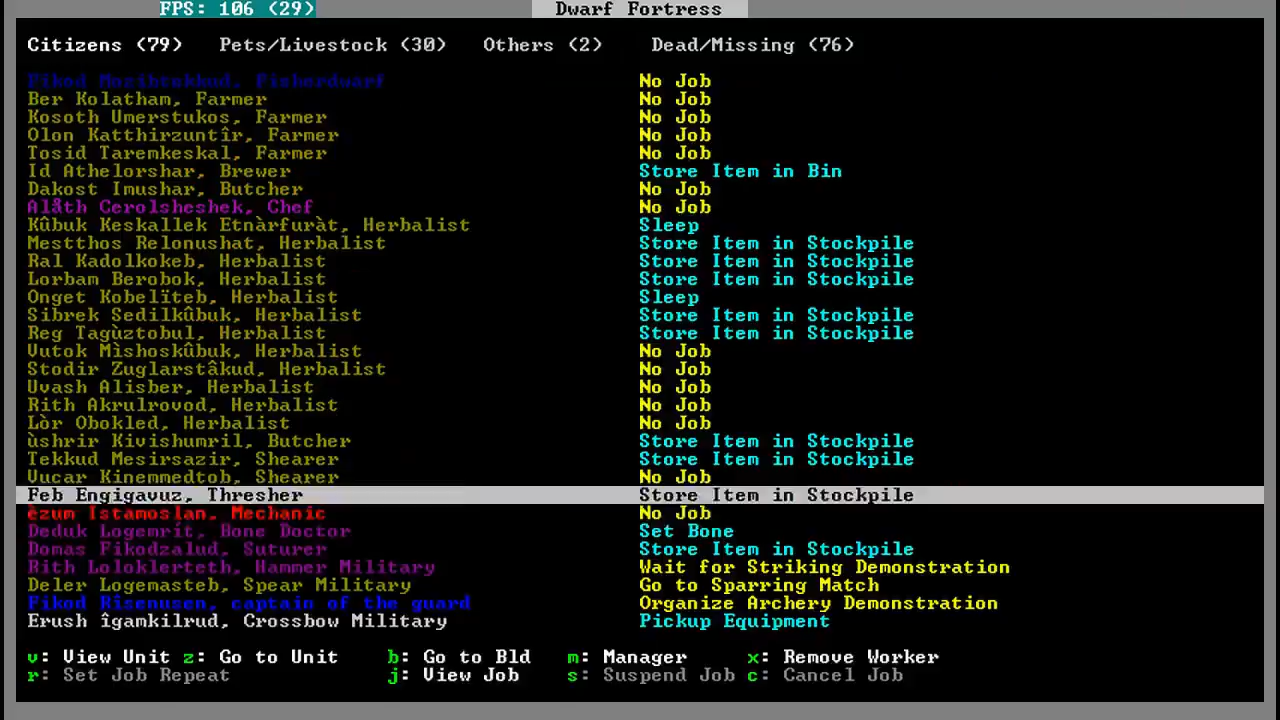 FPS: 106 (29) Dwarf Fortress
Citizens (79) Pets/Livestock (30) Others (2) Dead/Missing (76)
Fikod Mozibtekkud, Fisherdwarf No Job
Ber Kolatham, Farmer No Job
Kosoth Umerstukos, Farmer No Job
Olon Katthirzuntîr, Farmer No Job
Tosid Taremkeskal, Farmer No Job
Id Athelorshar, Brewer Store Item in Bin
Dakost Imushar, Butcher No Job
Alåth Cerolsheshek, Chef No Job
Kûbuk Keskallek Etnàrfuràt, Herbalist Sleep
Mestthos Relonushat, Herbalist Store Item in Stockpile
Ral Kadolkokeb, Herbalist Store Item in Stockpile
Lorbam Berobok, Herbalist Store Item in Stockpile
Onget Kobelïteb, Herbalist Sleep
Sibrek Sedilkûbuk, Herbalist Store Item in Stockpile
Reg Tagùztobul, Herbalist Store Item in Stockpile
Vutok Mìshoskûbuk, Herbalist No Job
Stodir Zuglarstâkud, Herbalist No Job
Uvash Alisber, Herbalist No Job
Rith Akrulrovod, Herbalist No Job
Lòr Obokled, Herbalist No Job
ùshrir Kivishumril, Butcher Store Item in Stockpile
Tekkud Mesirsazir, Shearer Store Item in Stockpile
Vucar Kinemmedtob, Shearer No Job
Feb Engigavuz, Thresher Store Item in Stockpile
èzum Istamoslan, Mechanic No Job
Deduk Logemrít, Bone Doctor Set Bone
Domas Fikodzalud, Suturer Store Item in Stockpile
Rith Loloklerteth, Hammer Military Wait for Striking Demonstration
Deler Logemasteb, Spear Military Go to Sparring Match
Fikod Rîsenusen, captain of the guard Organize Archery Demonstration
Erush îgamkilrud, Crossbow Military Pickup Equipment
v: View Unit z: Go to Unit b: Go to Bld m: Manager x: Remove Worker
r: Set Job Repeat j: View Job s: Suspend Job c: Cancel Job